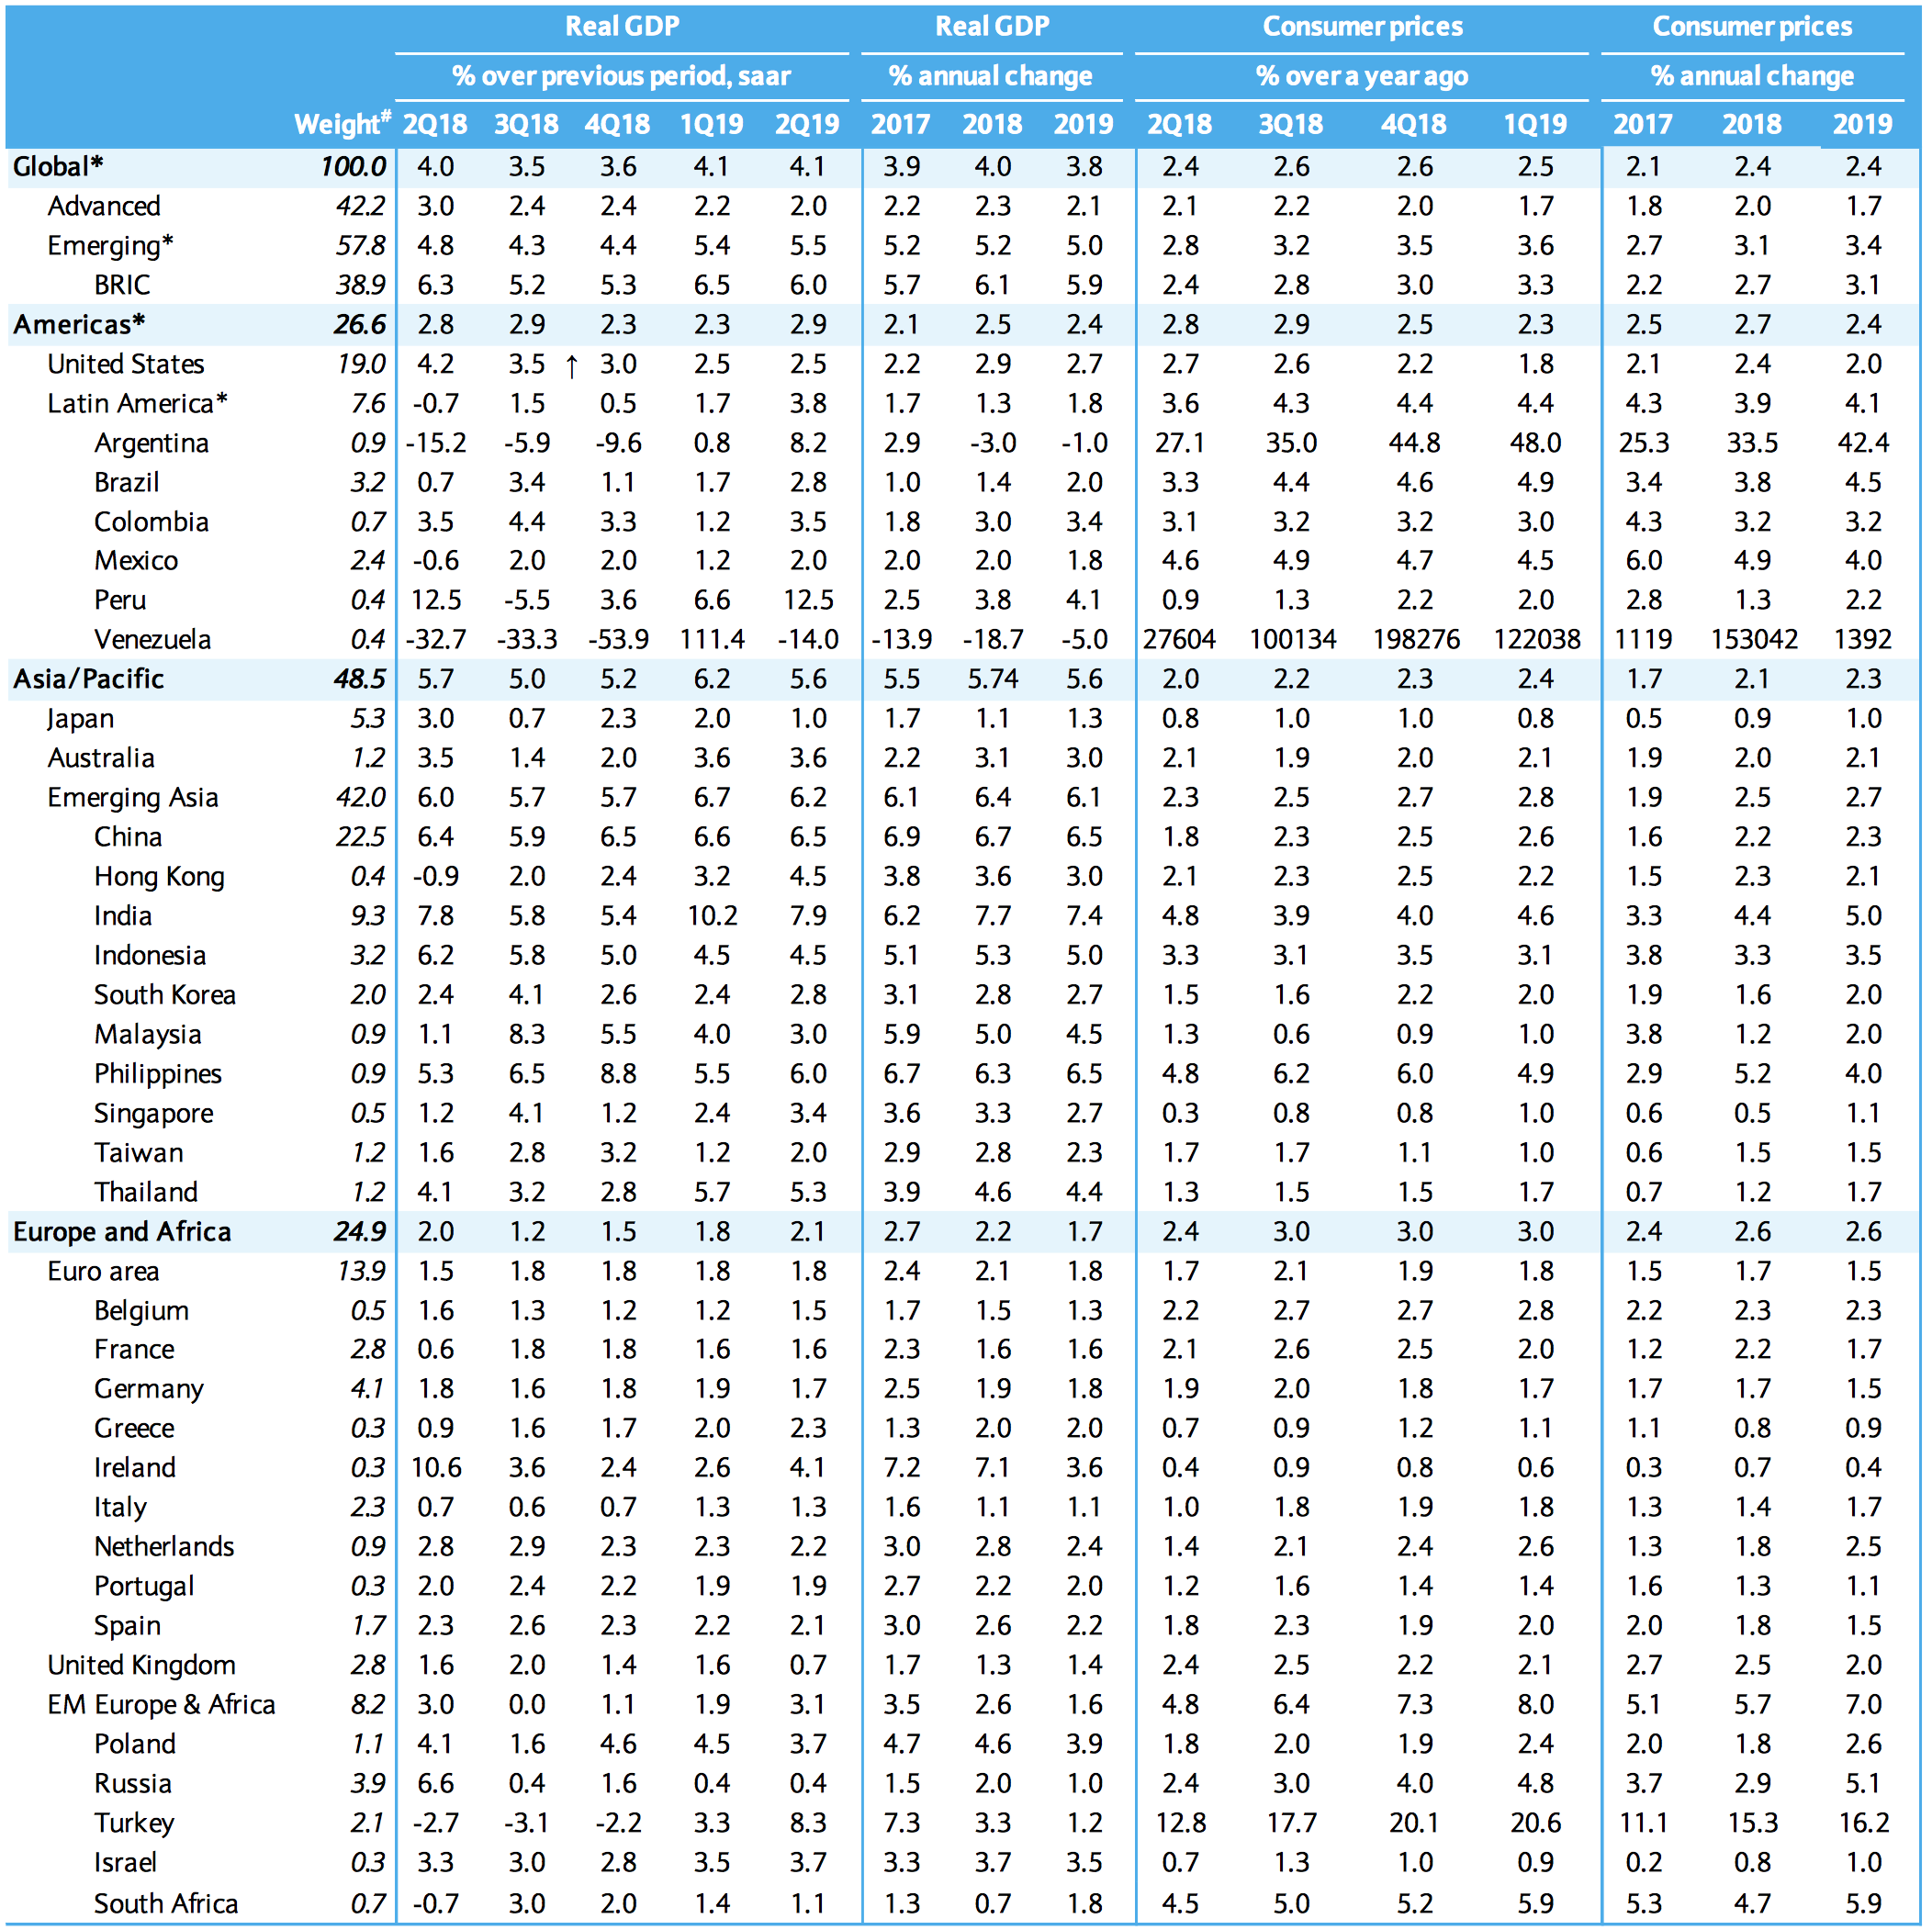 Real GDP Real GDP Consumer prices Consumer prices
% over previous period, saar % annual change % over a year ago % annual change
Weight# 2Q18 3Q18 4Q18 1Q19 2Q19 2017 2018 2019 2Q18 3Q18 4Q18 1Q19 2017 2018 2019
Global* 100.0 4.0 3.5 3.6 4.1 4.1 3.9 4.0 3.8 2.4 2.6 2.6 2.5 2.1 2.4 2.4
Advanced 42.2 3.0 2.4 2.4 2.2 2.0 2.2 2.3 2.1 2.1 2.2 2.0 1.7 1.8 2.0 1.7
Emerging* 57.8 4.8 4.3 4.4 5.4 5.5 5.2 5.2 5.0 2.8 3.2 3.5 3.6 2.7 3.1 3.4
BRIC 38.9 6.3 5.2 5.3 6.5 6.0 5.7 6.1 5.9 2.4 2.8 3.0 3.3 2.2 2.7 3.1
Americas* 26.6 2.8 2.9 2.3 2.3 2.9 2.1 2.5 2.4 2.8 2.9 2.5 2.3 2.5 2.7 2.4
United States 19.0 4.2 3.5 ↑ 3.0 2.5 2.5 2.2 2.9 2.7 2.7 2.6 2.2 1.8 2.1 2.4 2.0
Latin America* 7.6 -0.7 1.5 0.5 1.7 3.8 1.7 1.3 1.8 3.6 4.3 4.4 4.4 4.3 3.9 4.1
Argentina 0.9 -15.2 -5.9 -9.6 0.8 8.2 2.9 -3.0 -1.0 27.1 35.0 44.8 48.0 25.3 33.5 42.4
Brazil 3.2 0.7 3.4 1.1 1.7 2.8 1.0 1.4 2.0 3.3 4.4 4.6 4.9 3.4 3.8 4.5
Colombia 0.7 3.5 4.4 3.3 1.2 3.5 1.8 3.0 3.4 3.1 3.2 3.2 3.0 4.3 3.2 3.2
Mexico 2.4 -0.6 2.0 2.0 1.2 2.0 2.0 2.0 1.8 4.6 4.9 4.7 4.5 6.0 4.9 4.0
Peru 0.4 12.5 -5.5 3.6 6.6 12.5 2.5 3.8 4.1 0.9 1.3 2.2 2.0 2.8 1.3 2.2
Venezuela 0.4 -32.7 -33.3 -53.9 111.4 -14.0 -13.9 -18.7 -5.0 27604 100134 198276 122038 1119 153042 1392
Asia/Pacific 48.5 5.7 5.0 5.2 6.2 5.6 5.5 5.74 5.6 2.0 2.2 2.3 2.4 1.7 2.1 2.3
Japan 5.3 3.0 0.7 2.3 2.0 1.0 1.7 1.1 1.3 0.8 1.0 1.0 0.8 0.5 0.9 1.0
Australia 1.2 3.5 1.4 2.0 3.6 3.6 2.2 3.1 3.0 2.1 1.9 2.0 2.1 1.9 2.0 2.1
Emerging Asia 42.0 6.0 5.7 5.7 6.7 6.2 6.1 6.4 6.1 2.3 2.5 2.7 2.8 1.9 2.5 2.7
China 22.5 6.4 5.9 6.5 6.6 6.5 6.9 6.7 6.5 1.8 2.3 2.5 2.6 1.6 2.2 2.3
Hong Kong 0.4 -0.9 2.0 2.4 3.2 4.5 3.8 3.6 3.0 2.1 2.3 2.5 2.2 1.5 2.3 2.1
India 9.3 7.8 5.8 5.4 10.2 7.9 6.2 7.7 7.4 4.8 3.9 4.0 4.6 3.3 4.4 5.0
Indonesia 3.2 6.2 5.8 5.0 4.5 4.5 5.1 5.3 5.0 3.3 3.1 3.5 3.1 3.8 3.3 3.5
South Korea 2.0 2.4 4.1 2.6 2.4 2.8 3.1 2.8 2.7 1.5 1.6 2.2 2.0 1.9 1.6 2.0
Malaysia 0.9 1.1 8.3 5.5 4.0 3.0 5.9 5.0 4.5 1.3 0.6 0.9 1.0 3.8 1.2 2.0
Philippines 0.9 5.3 6.5 8.8 5.5 6.0 6.7 6.3 6.5 4.8 6.2 6.0 4.9 2.9 5.2 4.0
Singapore 0.5 1.2 4.1 1.2 2.4 3.4 3.6 3.3 2.7 0.3 0.8 0.8 1.0 0.6 0.5 1.1
Taiwan 1.2 1.6 2.8 3.2 1.2 2.0 2.9 2.8 2.3 1.7 1.7 1.1 1.0 0.6 1.5 1.5
Thailand 1.2 4.1 3.2 2.8 5.7 5.3 3.9 4.6 4.4 1.3 1.5 1.5 1.7 0.7 1.2 1.7
Europe and Africa 24.9 2.0 1.2 1.5 1.8 2.1 2.7 2.2 1.7 2.4 3.0 3.0 3.0 2.4 2.6 2.6
Euro area 13.9 1.5 1.8 1.8 1.8 1.8 2.4 2.1 1.8 1.7 2.1 1.9 1.8 1.5 1.7 1.5
Belgium 0.5 1.6 1.3 1.2 1.2 1.5 1.7 1.5 1.3 2.2 2.7 2.7 2.8 2.2 2.3 2.3
France 2.8 0.6 1.8 1.8 1.6 1.6 2.3 1.6 1.6 2.1 2.6 2.5 2.0 1.2 2.2 1.7
Germany 4.1 1.8 1.6 1.8 1.9 1.7 2.5 1.9 1.8 1.9 2.0 1.8 1.7 1.7 1.7 1.5
Greece 0.3 0.9 1.6 1.7 2.0 2.3 1.3 2.0 2.0 0.7 0.9 1.2 1.1 1.1 0.8 0.9
Ireland 0.3 10.6 3.6 2.4 2.6 4.1 7.2 7.1 3.6 0.4 0.9 0.8 0.6 0.3 0.7 0.4
Italy 2.3 0.7 0.6 0.7 1.3 1.3 1.6 1.1 1.1 1.0 1.8 1.9 1.8 1.3 1.4 1.7
Netherlands 0.9 2.8 2.9 2.3 2.3 2.2 3.0 2.8 2.4 1.4 2.1 2.4 2.6 1.3 1.8 2.5
Portugal 0.3 2.0 2.4 2.2 1.9 1.9 2.7 2.2 2.0 1.2 1.6 1.4 1.4 1.6 1.3 1.1
Spain 1.7 2.3 2.6 2.3 2.2 2.1 3.0 2.6 2.2 1.8 2.3 1.9 2.0 2.0 1.8 1.5
United Kingdom 2.8 1.6 2.0 1.4 1.6 0.7 1.7 1.3 1.4 2.4 2.5 2.2 2.1 2.7 2.5 2.0
EM Europe & Africa 8.2 3.0 0.0 1.1 1.9 3.1 3.5 2.6 1.6 4.8 6.4 7.3 8.0 5.1 5.7 7.0
Poland 1.1 4.1 1.6 4.6 4.5 3.7 4.7 4.6 3.9 1.8 2.0 1.9 2.4 2.0 1.8 2.6
Russia 3.9 6.6 0.4 1.6 0.4 0.4 1.5 2.0 1.0 2.4 3.0 4.0 4.8 3.7 2.9 5.1
Turkey 2.1 -2.7 -3.1 -2.2 3.3 8.3 7.3 3.3 1.2 12.8 17.7 20.1 20.6 11.1 15.3 16.2
Israel 0.3 3.3 3.0 2.8 3.5 3.7 3.3 3.7 3.5 0.7 1.3 1.0 0.9 0.2 0.8 1.0
South Africa 0.7 -0.7 3.0 2.0 1.4 1.1 1.3 0.7 1.8 4.5 5.0 5.2 5.9 5.3 4.7 5.9